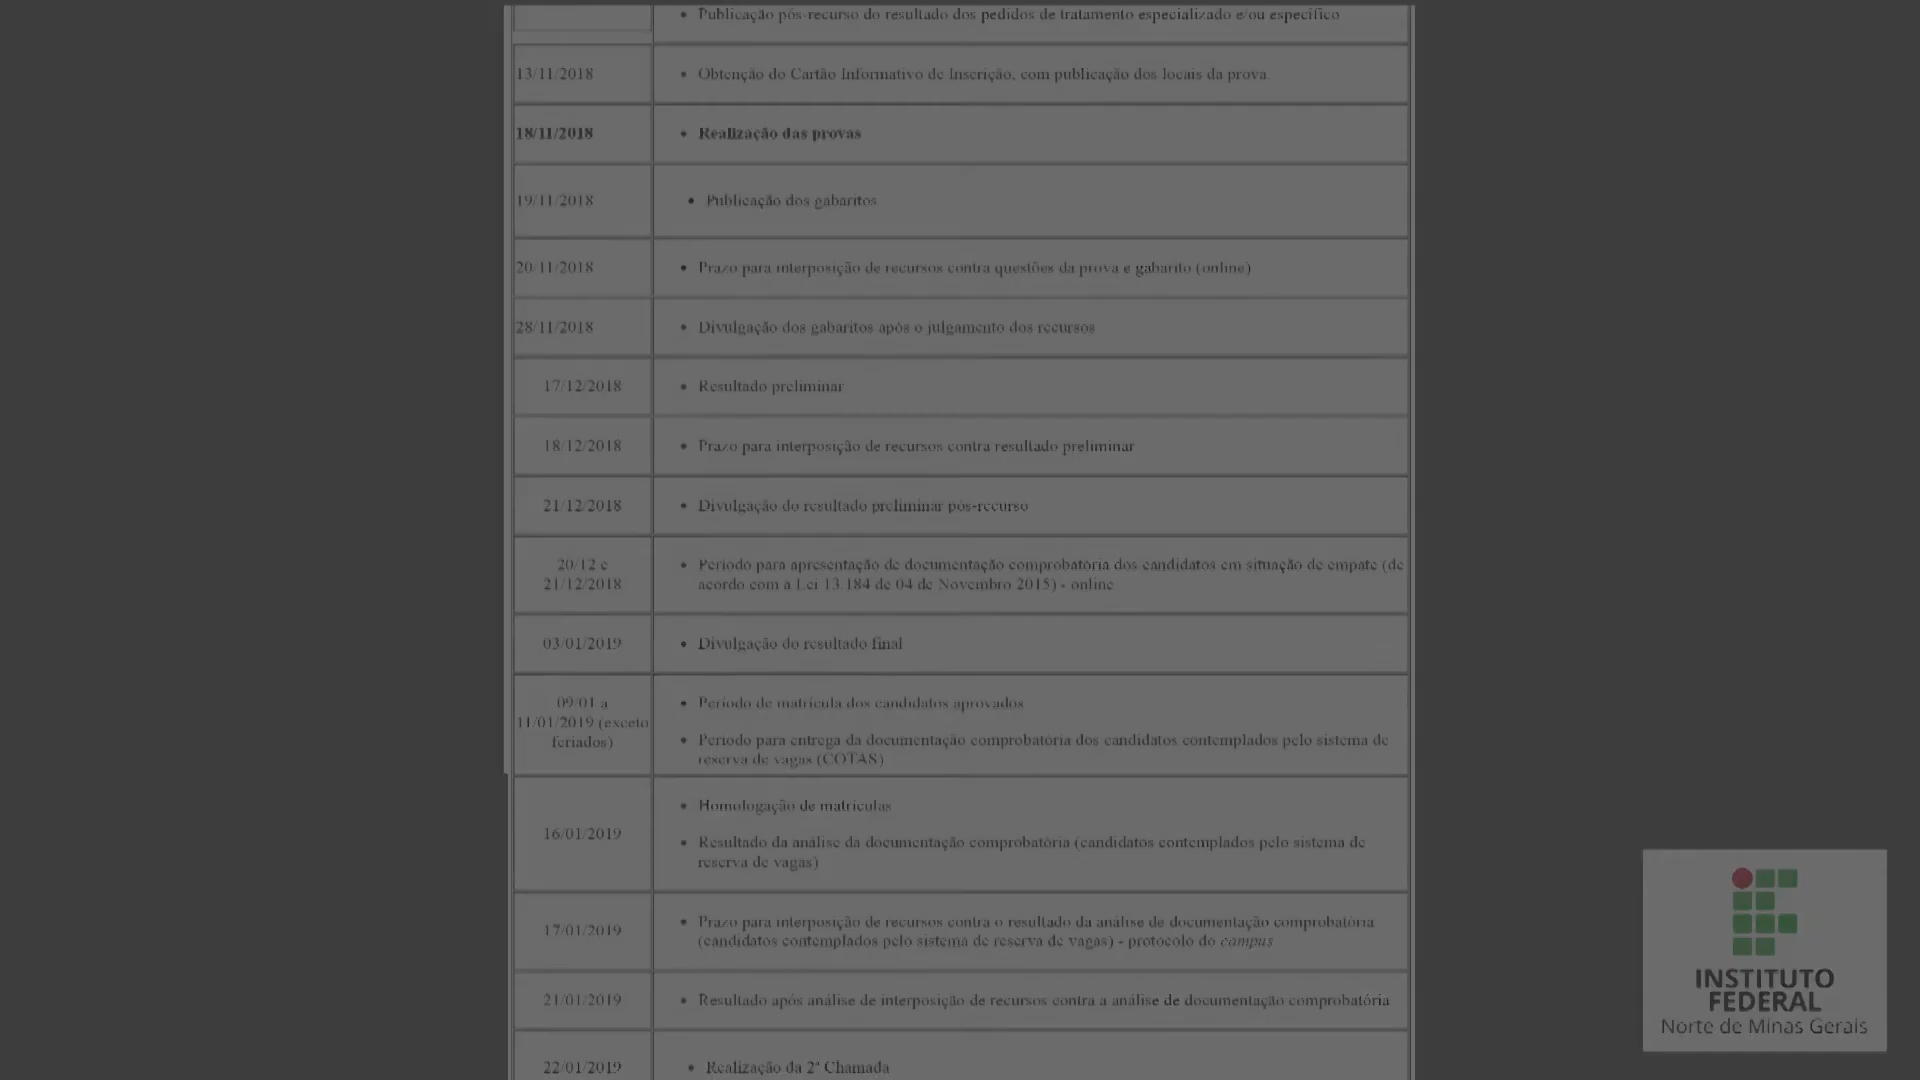 • Publicação pós-recurso do resultado dos pedidos de tratamento especializado e/ou específico
13/11/2018
• Obtenção do Cartão Informativo de Inscrição, com publicação dos locais da prova.
18/11/2018
• Realização das provas
19/11/2018
• Publicação dos gabaritos
20/11/2018
• Prazo para interposição de recursos contra questões da prova e gabarito (online)
28/11/2018
• Divulgação dos gabaritos após o julgamento dos recursos
17/12/2018
• Resultado preliminar
18/12/2018
• Prazo para interposição de recursos contra resultado preliminar
21/12/2018
• Divulgação do resultado preliminar pós-recurso
20/12 e
21/12/2018
• Período para apresentação de documentação comprobatória dos candidatos em situação de empate (de
acordo com a Lei 13.184 de 04 de Novembro 2015) - online
03/01/2019
• Divulgação do resultado final
09/01 a
11/01/2019 (exceto
feriados)
• Período de matrícula dos candidatos aprovados
• Período para entrega da documentação comprobatória dos candidatos contemplados pelo sistema de
reserva de vagas (COTAS)
16/01/2019
• Homologação de matrículas
• Resultado da análise da documentação comprobatória (candidatos contemplados pelo sistema de
reserva de vagas)
17/01/2019
• Prazo para interposição de recursos contra o resultado da análise de documentação comprobatória
(candidatos contemplados pelo sistema de reserva de vagas) - protocolo do campus
21/01/2019
• Resultado após análise de interposição de recursos contra a análise de documentação comprobatória
22/01/2019
• Realização da 2ª Chamada
INSTITUTO
FEDERAL
Norte de Minas Gerais